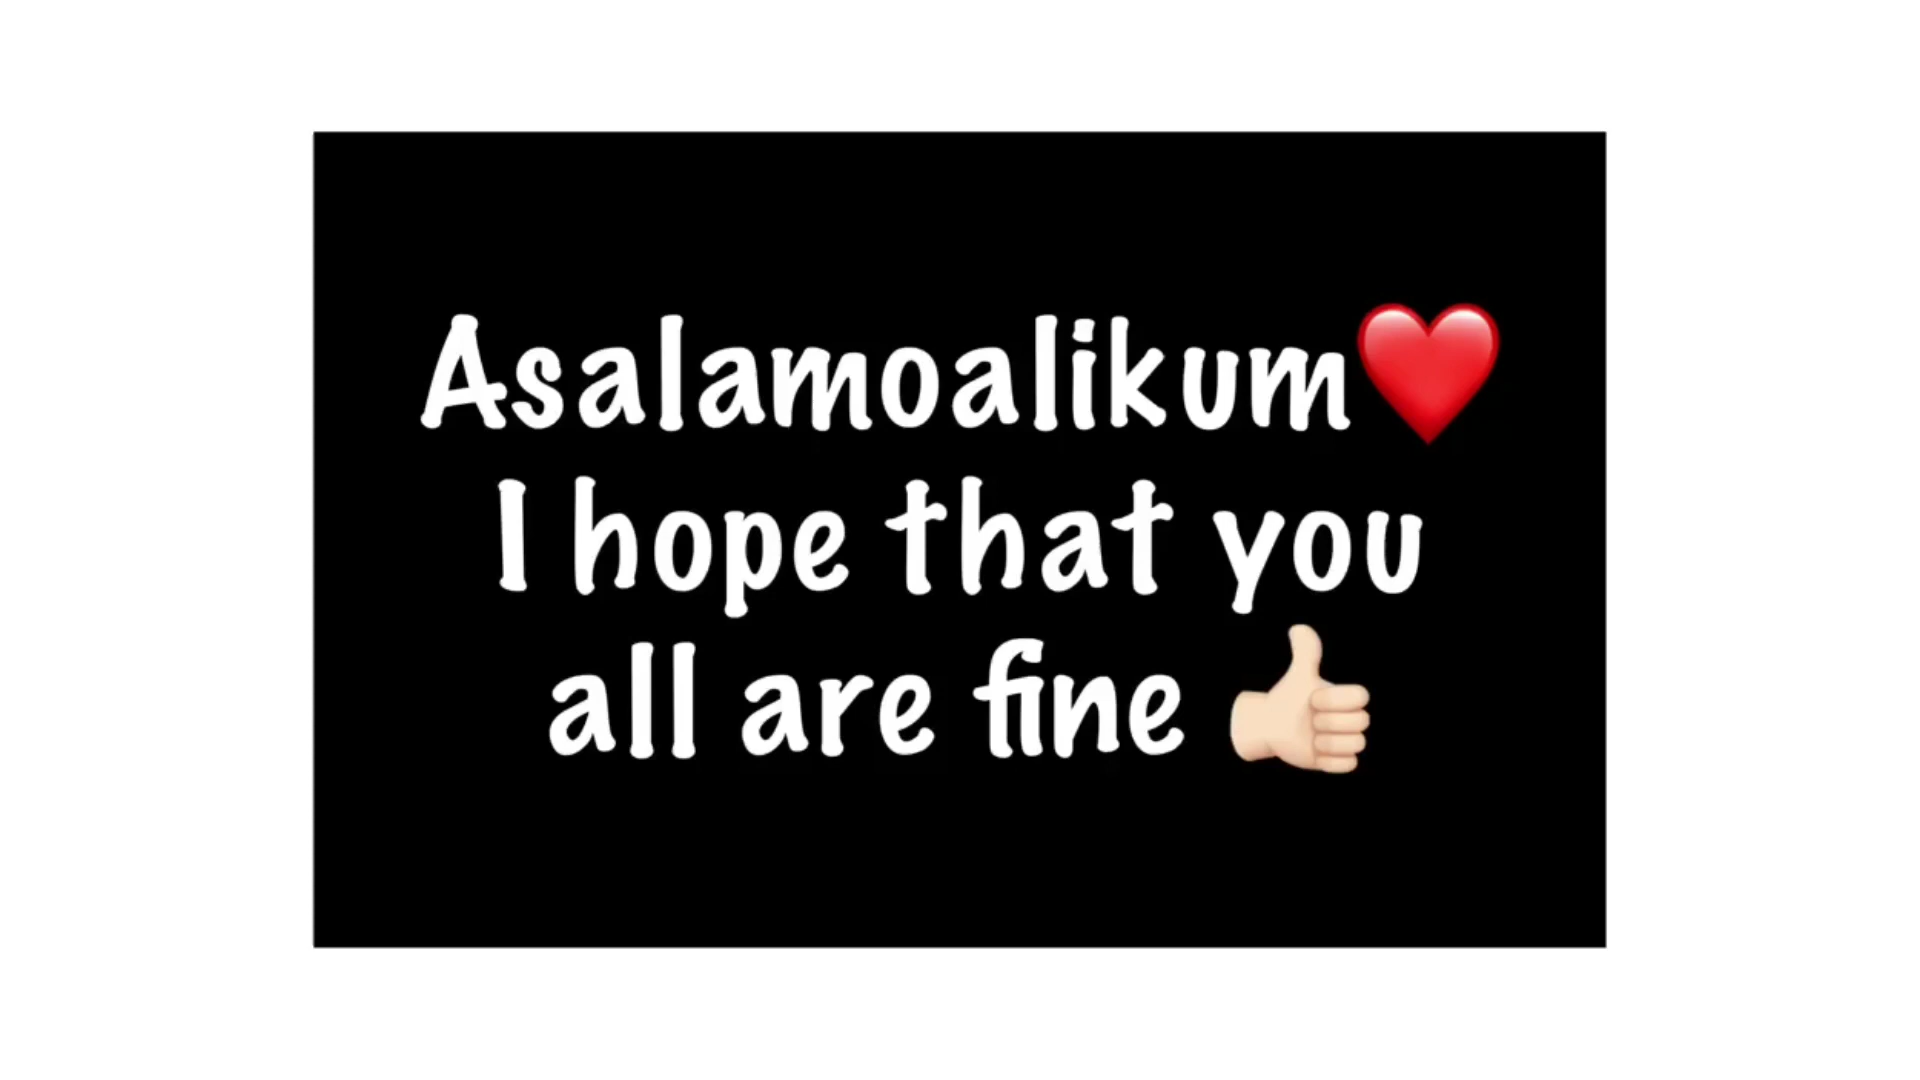 Asalamoalikum❤️
I hope that you
all are fine 👍🏻